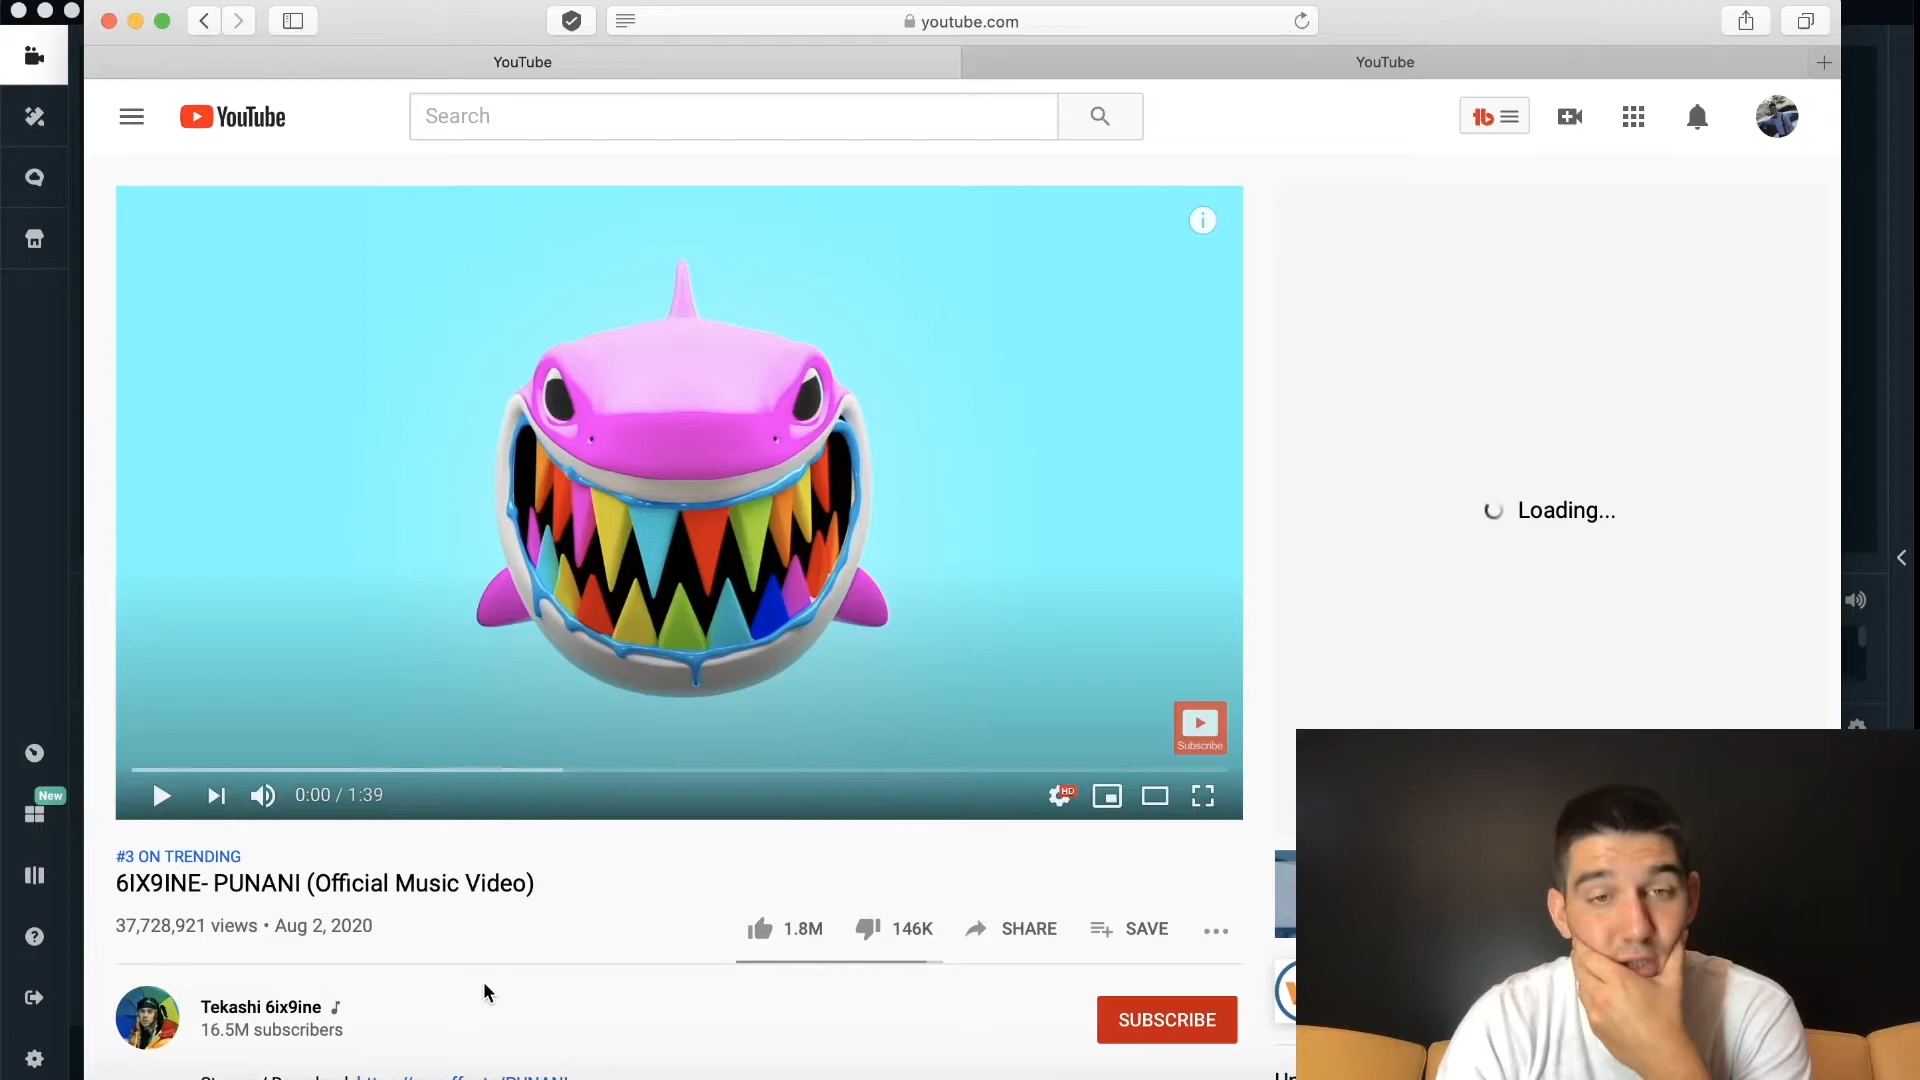 youtube.com
YouTube
YouTube
YouTube
Search
i
Loading...
Subscribe
0:00 / 1:39
HD
New
#3 ON TRENDING
6IX9INE- PUNANI (Official Music Video)
37,728,921 views • Aug 2, 2020
1.8M
146K
SHARE
SAVE
Tekashi 6ix9ine
16.5M subscribers
SUBSCRIBE